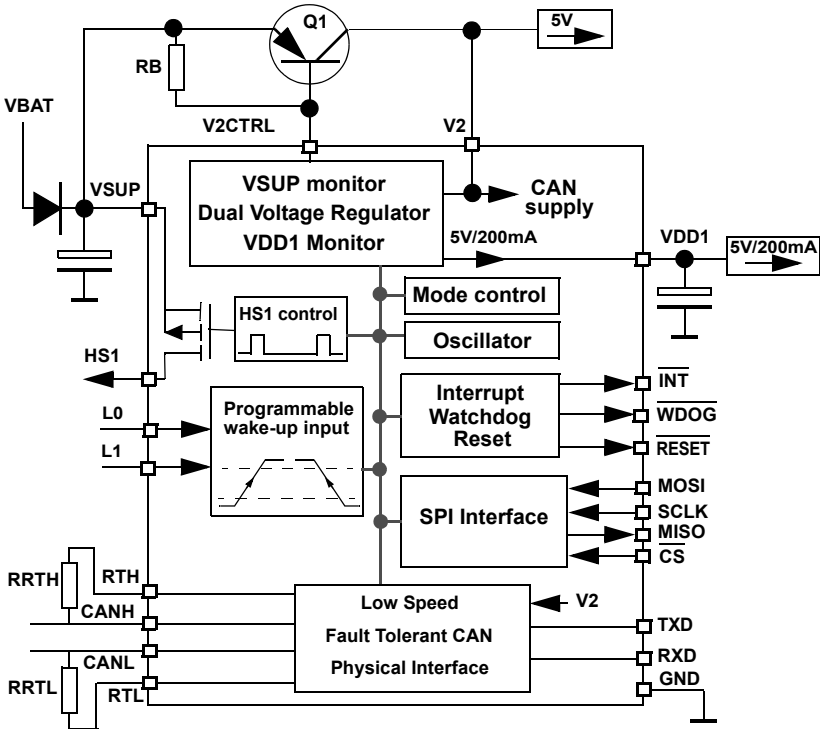 Q1
5V
RB
VBAT
V2CTRL
V2
VSUP
VSUP monitor
Dual Voltage Regulator
VDD1 Monitor
CAN
supply
5V/200mA
VDD1
5V/200mA
HS1 control
Mode control
Oscillator
HS1
L0
L1
Programmable
wake-up input
Interrupt
Watchdog
Reset
INT
WDOG
RESET
SPI Interface
MOSI
SCLK
MISO
CS
RRTH
RTH
CANH
CANL
RRTL
RTL
Low Speed
Fault Tolerant CAN
Physical Interface
V2
TXD
RXD
GND